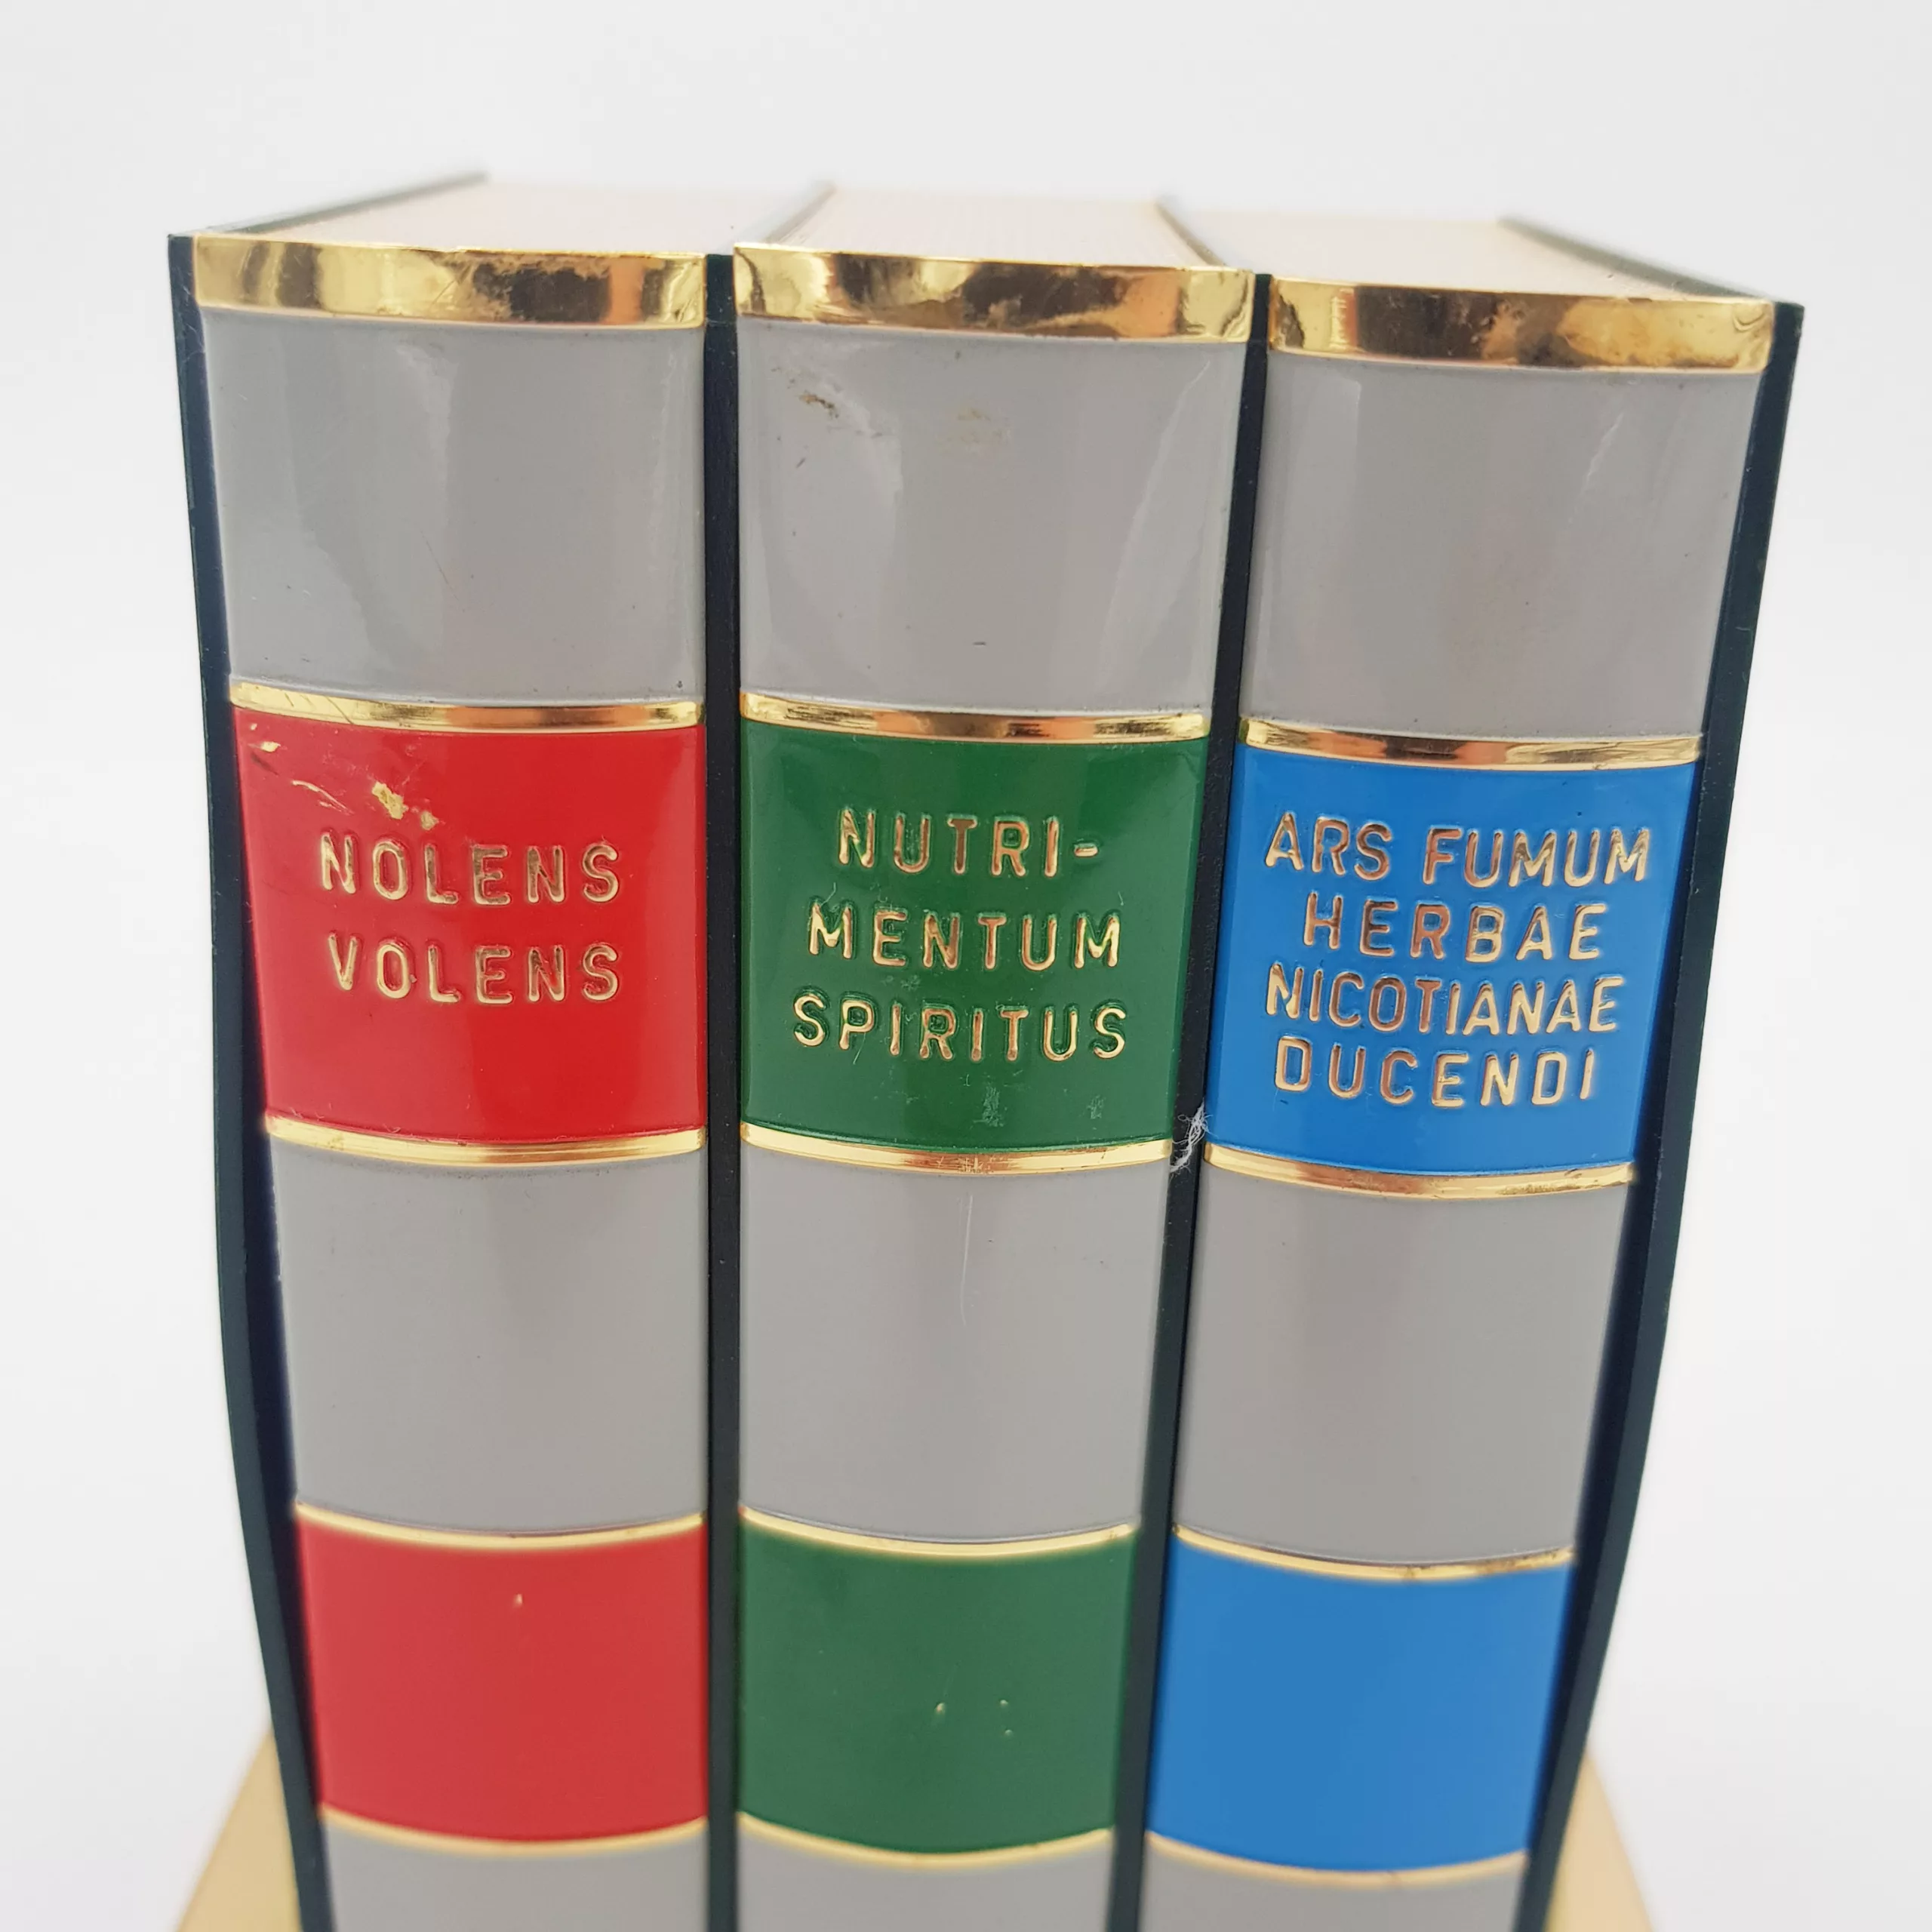 NOLENS
VOLENS
NUTRI-
MENTUM
SPIRITUS
ARS FUMUM
HERBAE
NICOTIANAE
DUCENDI